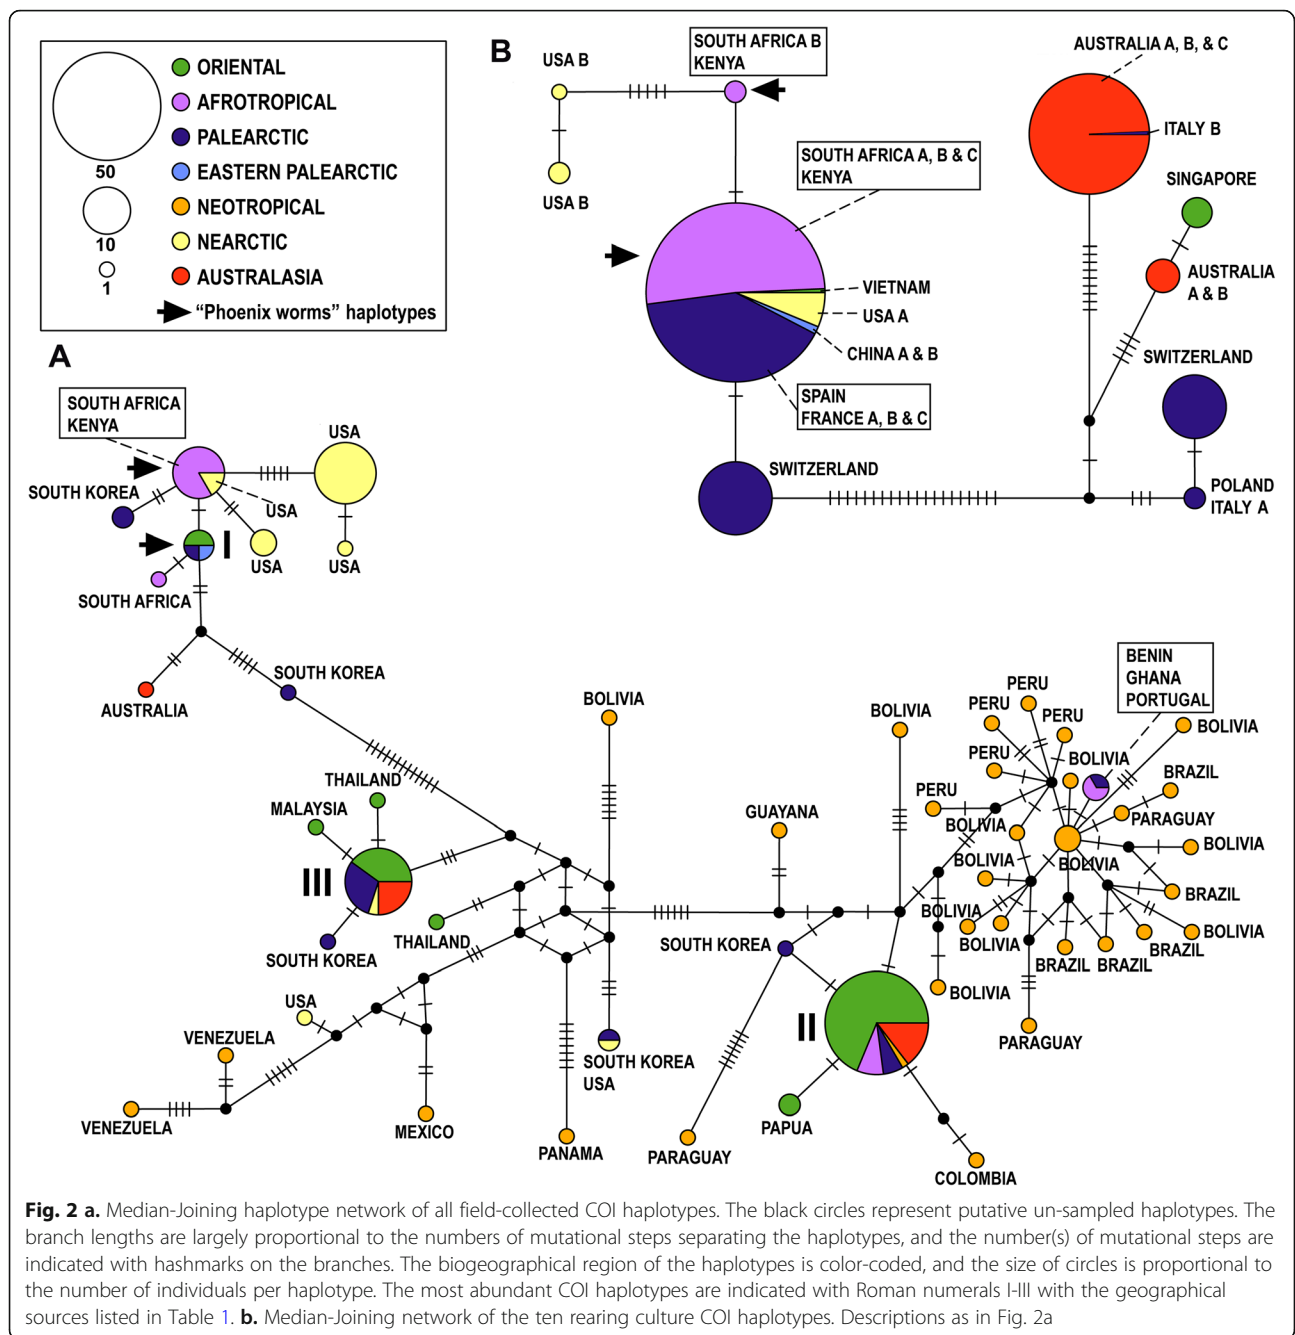 ORIENTAL
AFROTROPICAL
PALEARCTIC
EASTERN PALEARCTIC
NEOTROPICAL
NEARCTIC
AUSTRALASIA
"Phoenix worms" haplotypes
50
10
1
B
USA B
USA B
SOUTH AFRICA B
KENYA
SOUTH AFRICA A, B & C
KENYA
VIETNAM
USA A
CHINA A & B
SPAIN
FRANCE A, B & C
SWITZERLAND
AUSTRALIA A, B, & C
ITALY B
SINGAPORE
AUSTRALIA
A & B
SWITZERLAND
POLAND
ITALY A
A
SOUTH AFRICA
KENYA
USA
SOUTH KOREA
USA
I
USA
USA
SOUTH AFRICA
AUSTRALIA
SOUTH KOREA
THAILAND
MALAYSIA
III
SOUTH KOREA
THAILAND
BOLIVIA
USA
VENEZUELA
VENEZUELA
MEXICO
PANAMA
SOUTH KOREA
USA
GUAYANA
SOUTH KOREA
PARAGUAY
BOLIVIA
II
PAPUA
COLOMBIA
BENIN
GHANA
PORTUGAL
PERU
PERU
PERU
PERU
PERU
BOLIVIA
BOLIVIA
BRAZIL
PARAGUAY
BOLIVIA
BOLIVIA
BOLIVIA
BOLIVIA
BRAZIL
BOLIVIA
BOLIVIA
BOLIVIA
BRAZIL
BRAZIL
BRAZIL
BOLIVIA
PARAGUAY
Fig. 2 a. Median-Joining haplotype network of all field-collected COI haplotypes. The black circles represent putative un-sampled haplotypes. The
branch lengths are largely proportional to the numbers of mutational steps separating the haplotypes, and the number(s) of mutational steps are
indicated with hashmarks on the branches. The biogeographical region of the haplotypes is color-coded, and the size of circles is proportional to
the number of individuals per haplotype. The most abundant COI haplotypes are indicated with Roman numerals I-III with the geographical
sources listed in Table 1. b. Median-Joining network of the ten rearing culture COI haplotypes. Descriptions as in Fig. 2a